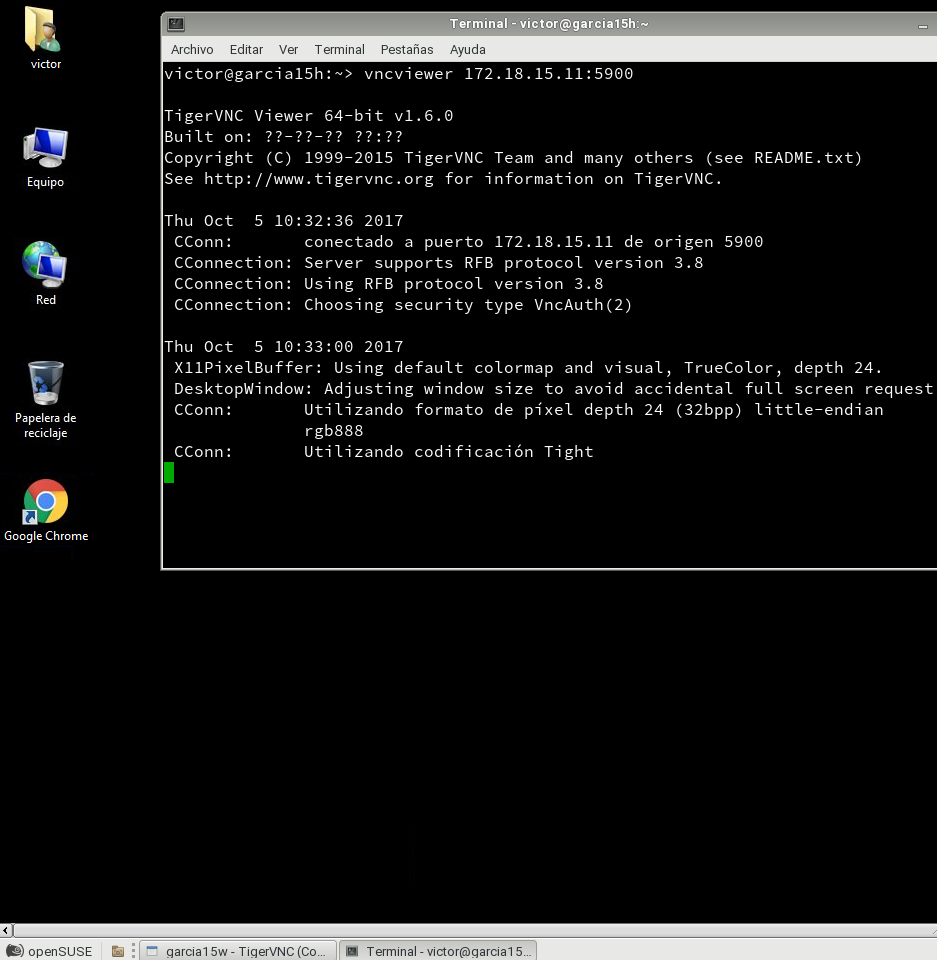 victor
Equipo
Red
Papelera de
reciclaje
Google Chrome
Terminal - victor@garcia15h:~
Archivo Editar Ver Terminal Pestañas Ayuda
victor@garcia15h:~> vncviewer 172.18.15.11:5900
TigerVNC Viewer 64-bit v1.6.0
Built on: ??-??-?? ??:??
Copyright (C) 1999-2015 TigerVNC Team and many others (see README.txt)
See http://www.tigervnc.org for information on TigerVNC.
Thu Oct  5 10:32:36 2017
CConn:       conectado a puerto 172.18.15.11 de origen 5900
CConnection: Server supports RFB protocol version 3.8
CConnection: Using RFB protocol version 3.8
CConnection: Choosing security type VncAuth(2)
Thu Oct  5 10:33:00 2017
X11PixelBuffer: Using default colormap and visual, TrueColor, depth 24.
DesktopWindow: Adjusting window size to avoid accidental full screen request
CConn:       Utilizando formato de píxel depth 24 (32bpp) little-endian
rgb888
CConn:       Utilizando codificación Tight
openSUSE garcia15w - TigerVNC (Co... Terminal - victor@garcia15...